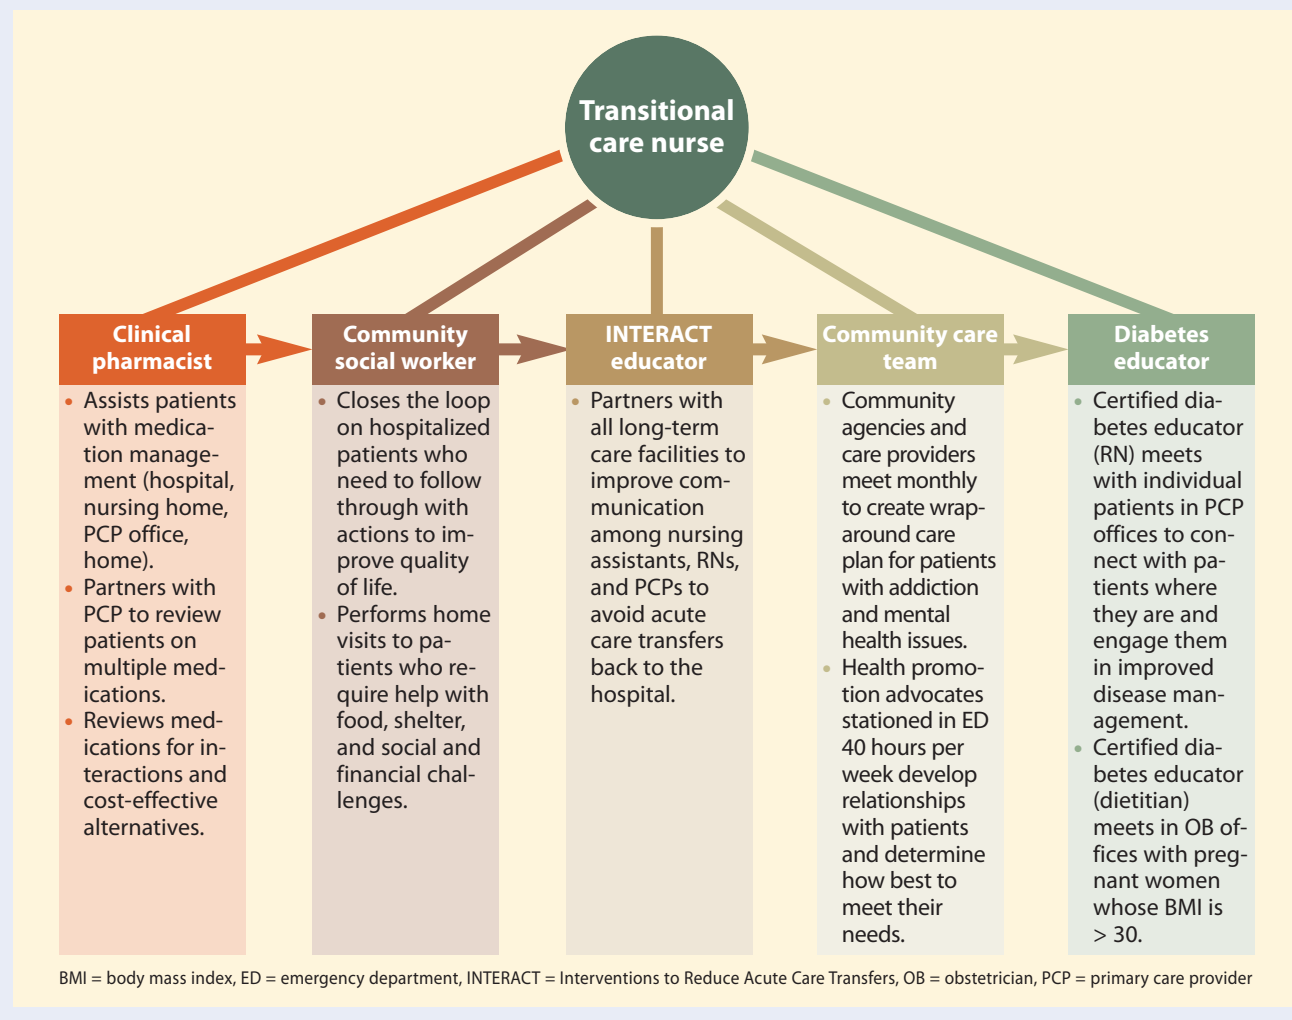 Transitional
care nurse
Clinical
pharmacist
• Assists patients
with medica-
tion manage-
ment (hospital,
nursing home,
PCP office,
home).
• Partners with
PCP to review
patients on
multiple med-
ications.
• Reviews med-
ications for in-
teractions and
cost-effective
alternatives.
Community
social worker
• Closes the loop
on hospitalized
patients who
need to follow
through with
actions to im-
prove quality
of life.
• Performs home
visits to pa-
tients who re-
quire help with
food, shelter,
and social and
financial chal-
lenges.
INTERACT
educator
• Partners with
all long-term
care facilities to
improve com-
munication
among nursing
assistants, RNs,
and PCPs to
avoid acute
care transfers
back to the
hospital.
Community care
team
• Community
agencies and
care providers
meet monthly
to create wrap-
around care
plan for patients
with addiction
and mental
health issues.
• Health promo-
tion advocates
stationed in ED
40 hours per
week develop
relationships
with patients
and determine
how best to
meet their
needs.
Diabetes
educator
• Certified dia-
betes educator
(RN) meets
with individual
patients in PCP
offices to con-
nect with pa-
tients where
they are and
engage them
in improved
disease man-
agement.
• Certified dia-
betes educator
(dietitian)
meets in OB of-
fices with preg-
nant women
whose BMI is
> 30.
BMI = body mass index, ED = emergency department, INTERACT = Interventions to Reduce Acute Care Transfers, OB = obstetrician, PCP = primary care provider